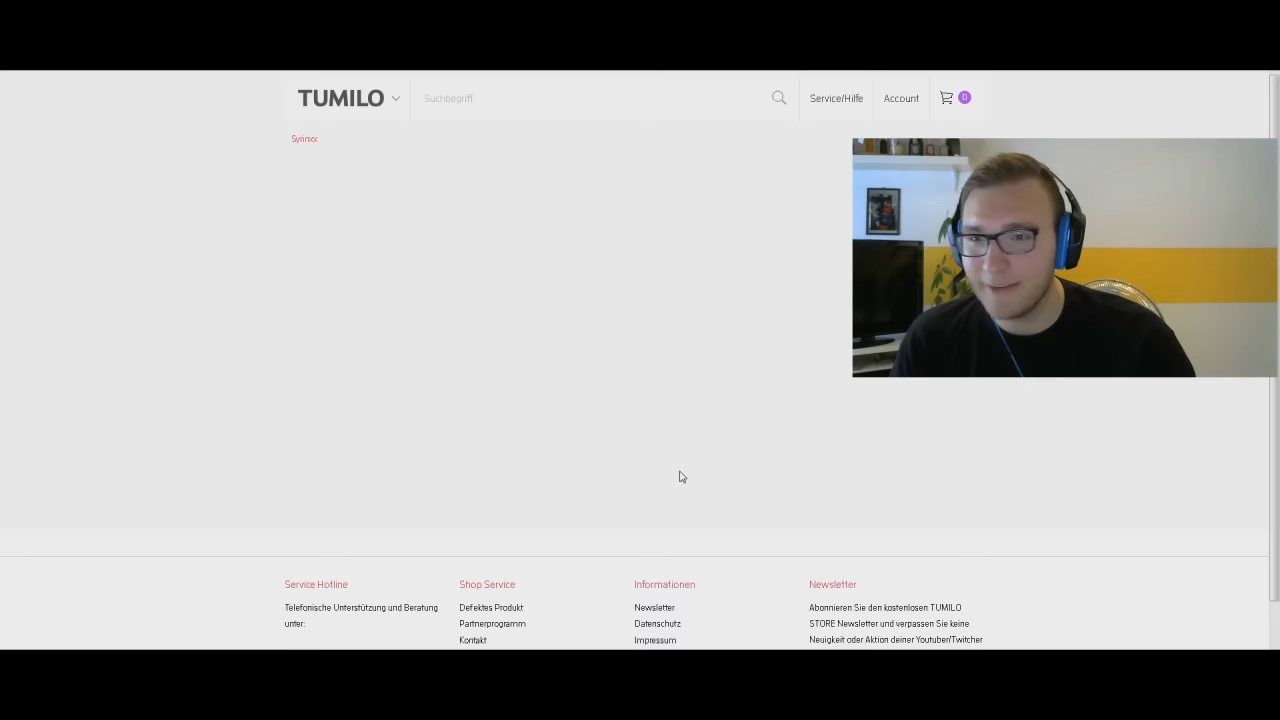 TUMILO
Suchbegriff...
Service/Hilfe
Account
0
Syrinxx
Service Hotline
Telefonische Unterstützung und Beratung
unter:
Shop Service
Defektes Produkt
Partnerprogramm
Kontakt
Informationen
Newsletter
Datenschutz
Impressum
Newsletter
Abonnieren Sie den kostenlosen TUMILO
STORE Newsletter und verpassen Sie keine
Neuigkeit oder Aktion deiner Youtuber/Twitcher